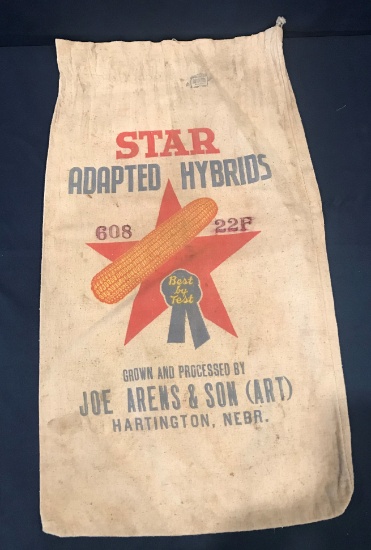 STAR
ADAPTED HYBRIDS
608 22F
Best
by
Test
GROWN AND PROCESSED BY
JOE ARENS & SON (ART)
HARTINGTON, NEBR.